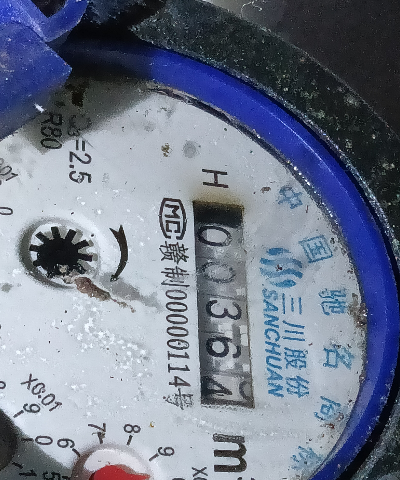 中国驰名商标
三川股份
SANCHUAN
H
00364
m³
MC
赣制00000114号
Q₃=2.5
R80
X0.01